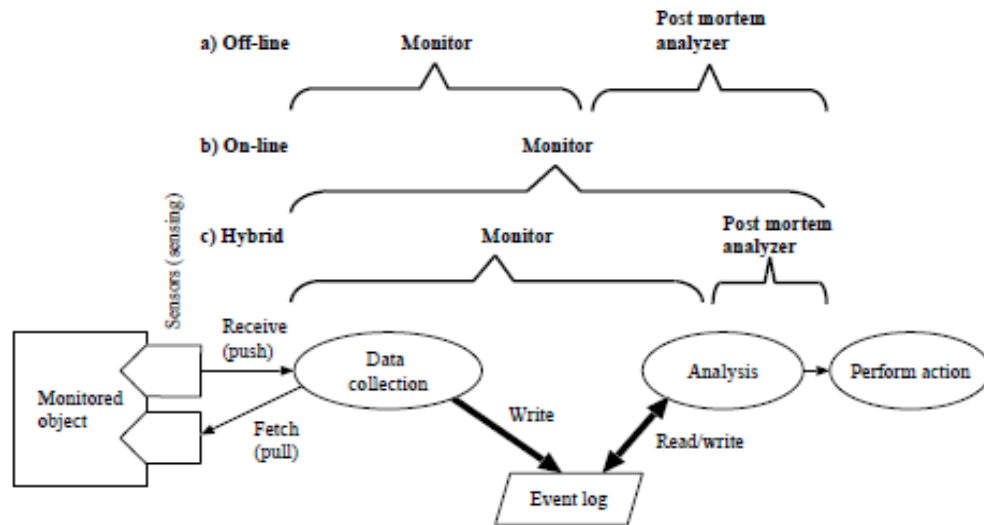 a) Off-line
Monitor
Post mortem
analyzer
b) On-line
Monitor
c) Hybrid
Monitor
Post mortem
analyzer
Sensors (sensing)
Receive
(push)
Data
collection
Analysis
Perform action
Monitored
object
Fetch
(pull)
Write
Read/write
Event log